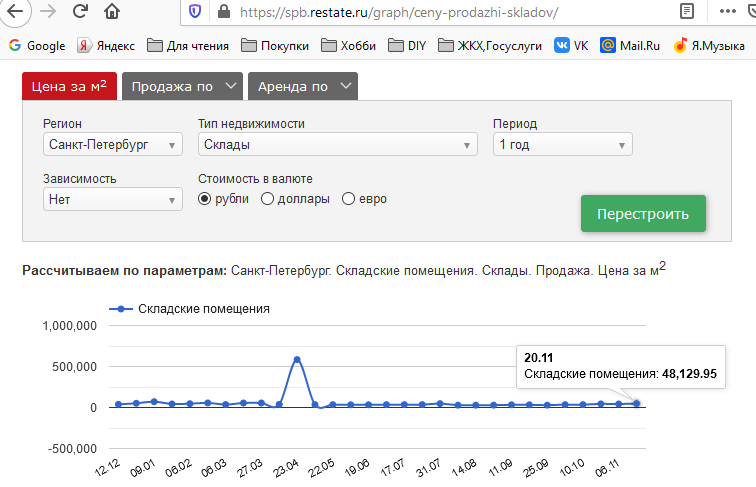 https://spb.restate.ru/graph/ceny-prodazhi-skladov/
Google Яндекс Для чтения Покупки Хобби DIY ЖКХ,Госуслуги VK Mail.Ru Я.Музыка
Цена за м2 Продажа по Аренда по
Регион Тип недвижимости Период
Санкт-Петербург Склады 1 год
Зависимость Стоимость в валюте
Нет рубли доллары евро
Перестроить
Рассчитываем по параметрам: Санкт-Петербург. Складские помещения. Склады. Продажа. Цена за м2
Складские помещения
1,000,000
20.11
Складские помещения: 48,129.95
500,000
0
-500,000
12.12 09.01 06.02 06.03 27.03 23.04 22.05 19.06 17.07 31.07 14.08 11.09 25.09 10.10 06.11